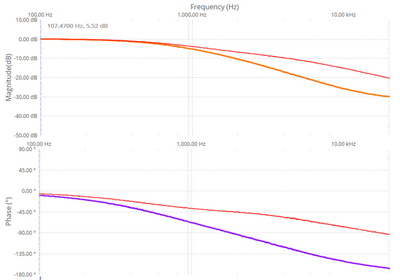 Frequency (Hz)
100.00 Hz 1,000.00 Hz 10.00 kHz
10.00 dB
107.4700 Hz, 5.52 dB
0.00 dB
-10.00 dB
Magnitude(dB)
-20.00 dB
-30.00 dB
-40.00 dB
-50.00 dB
100.00 Hz 1,000.00 Hz 10.00 kHz
90.00 °
45.00 °
0.00 °
Phase (°)
-45.00 °
-90.00 °
-135.00 °
-180.00 °